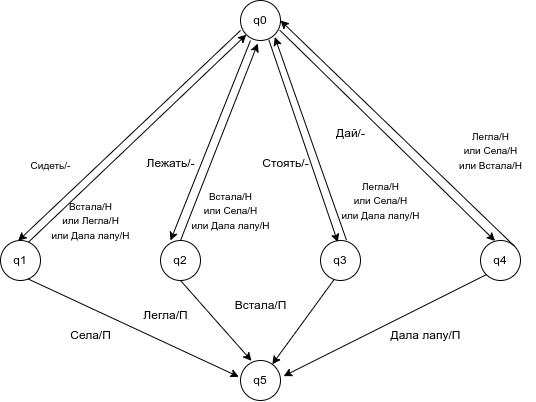 q0
Дай/-
Легла/Н
или Села/Н
или Встала/Н
Сидеть/-
Лежать/-
Стоять/-
Встала/Н
или Легла/Н
или Дала лапу/Н
Встала/Н
или Села/Н
или Дала лапу/Н
Легла/Н
или Села/Н
или Дала лапу/Н
q1
q2
q3
q4
Села/П
Легла/П
Встала/П
Дала лапу/П
q5